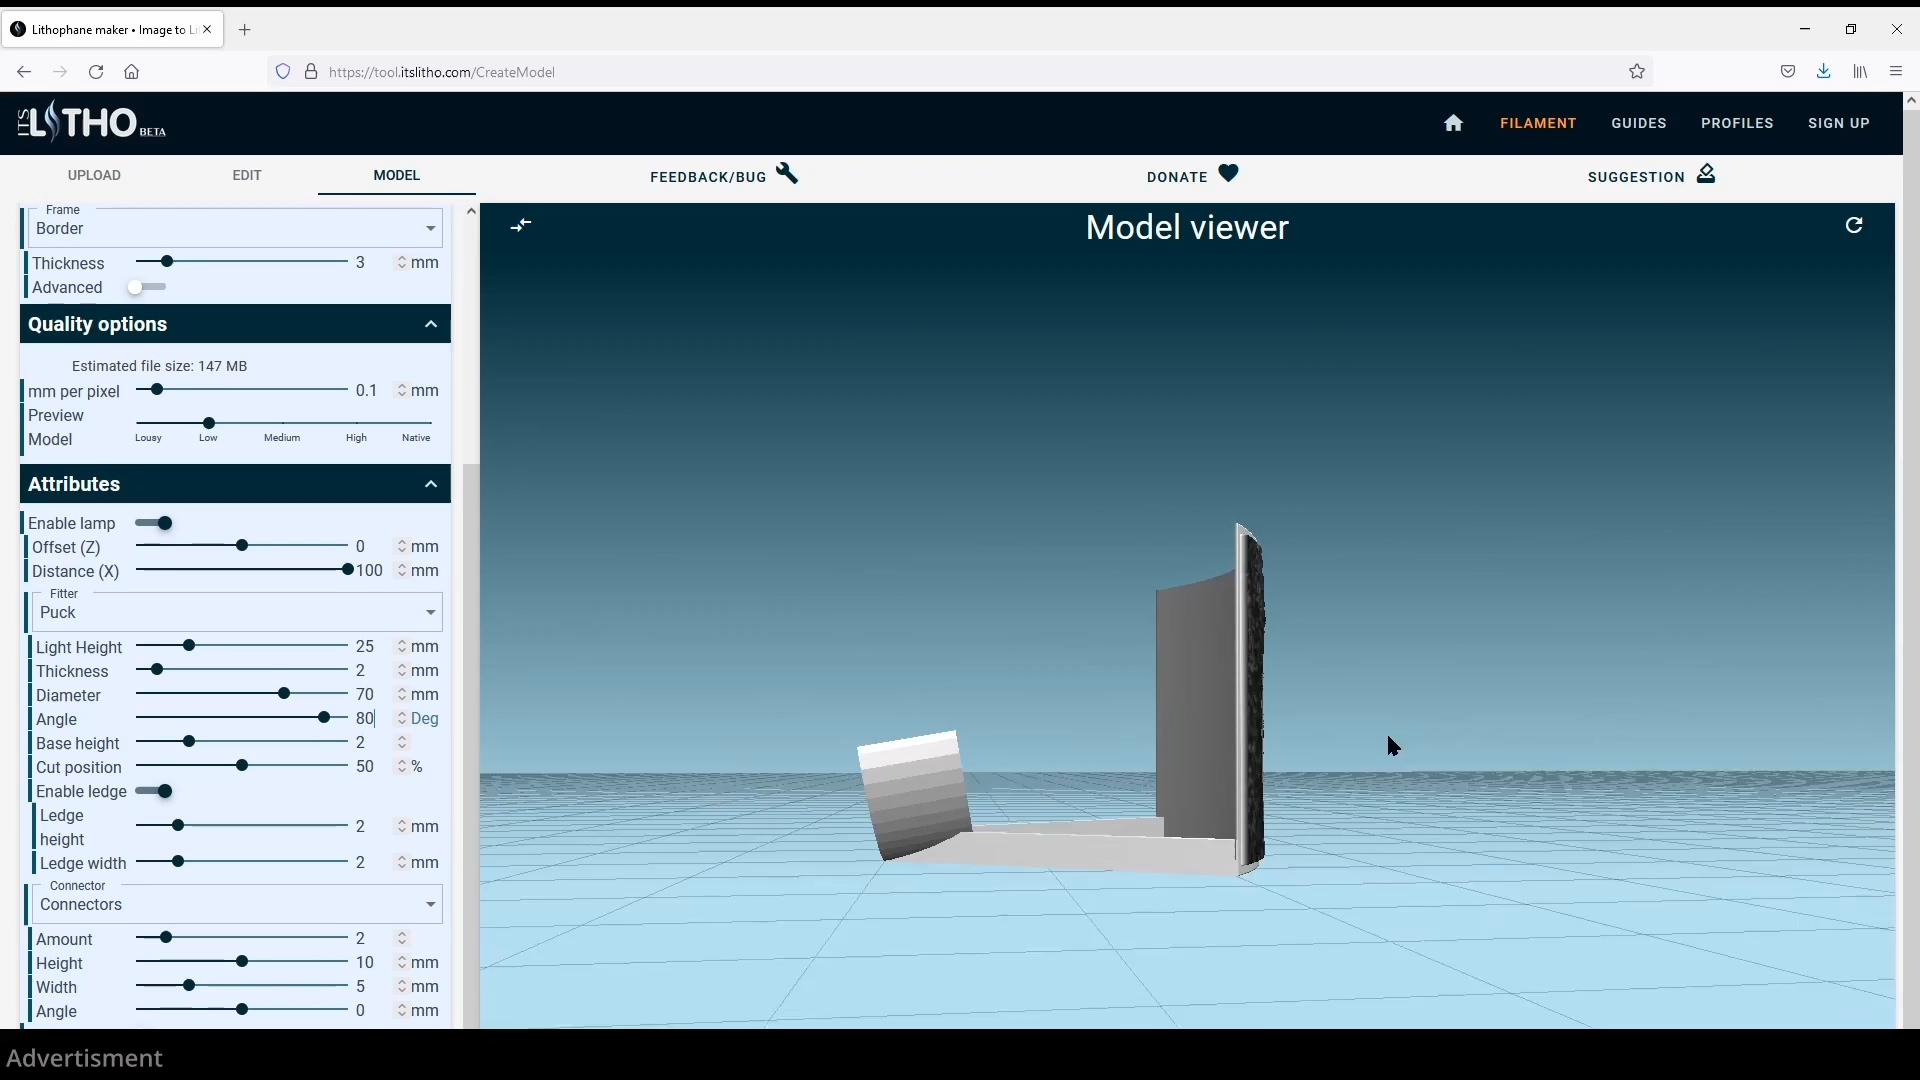 Lithophane maker • Image to Li
https://tool.itslitho.com/CreateModel
ITS LITHO BETA
FILAMENT
GUIDES
PROFILES
SIGN UP
UPLOAD
EDIT
MODEL
FEEDBACK/BUG
DONATE
SUGGESTION
Frame
Border
Thickness 3 mm
Advanced
Quality options
Estimated file size: 147 MB
mm per pixel 0.1 mm
Preview
Model
Lousy Low Medium High Native
Attributes
Enable lamp
Offset (Z) 0 mm
Distance (X) 100 mm
Fitter
Puck
Light Height 25 mm
Thickness 2 mm
Diameter 70 mm
Angle 80 Deg
Base height 2
Cut position 50 %
Enable ledge
Ledge
height 2 mm
Ledge width 2 mm
Connector
Connectors
Amount 2
Height 10 mm
Width 5 mm
Angle 0 mm
Model viewer
Advertisment